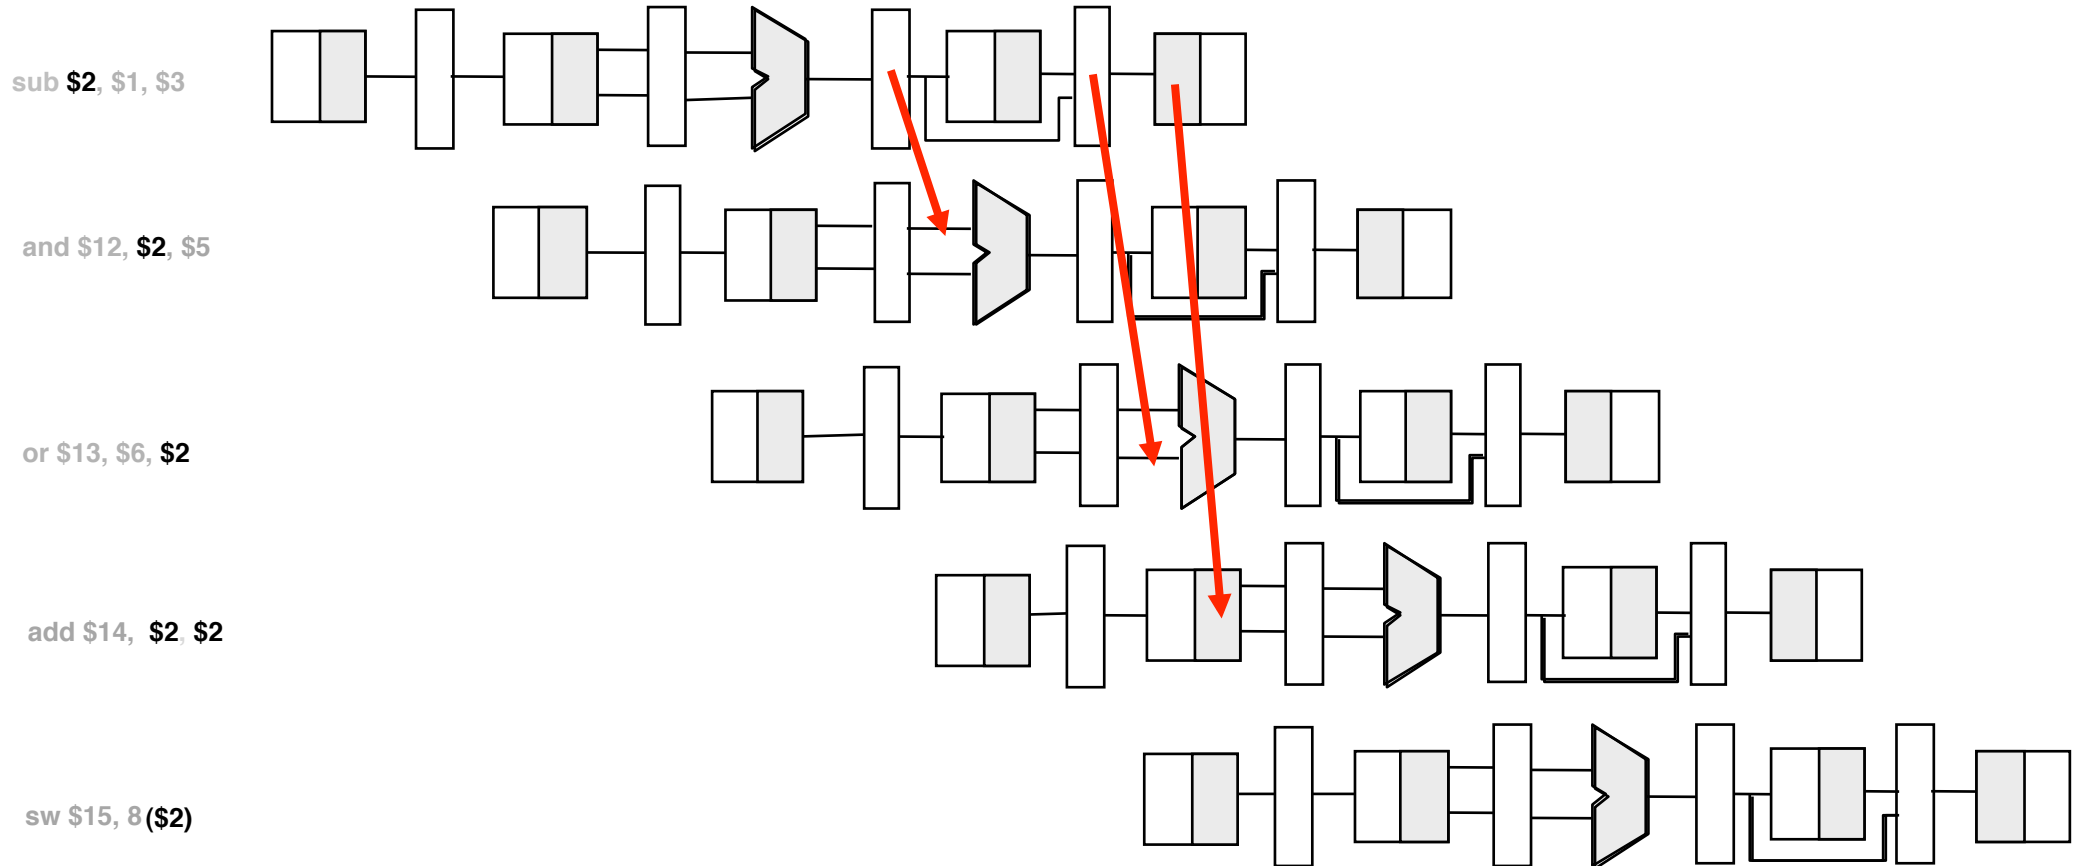 sub $2, $1, $3
and $12, $2, $5
or $13, $6, $2
add $14, $2, $2
sw $15, 8($2)